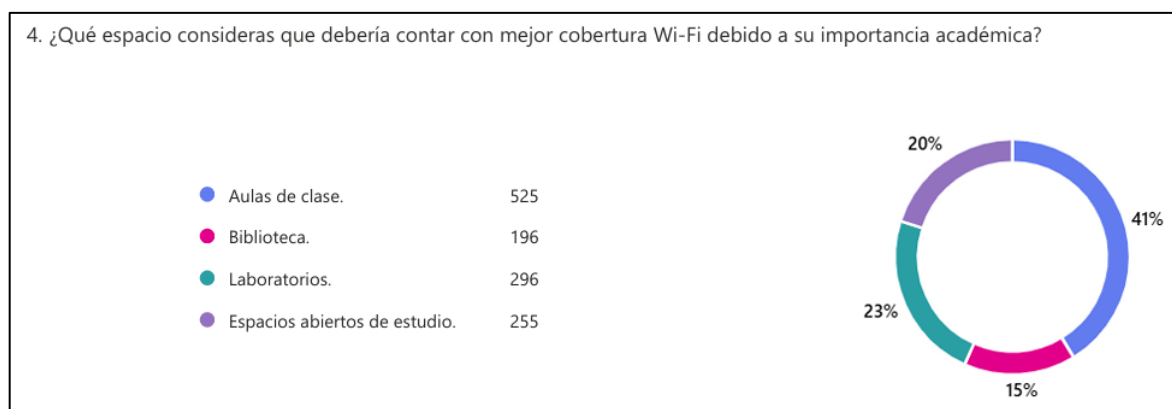 4. ¿Qué espacio consideras que debería contar con mejor cobertura Wi-Fi debido a su importancia académica?
Aulas de clase. 525
Biblioteca. 196
Laboratorios. 296
Espacios abiertos de estudio. 255
20%
41%
23%
15%